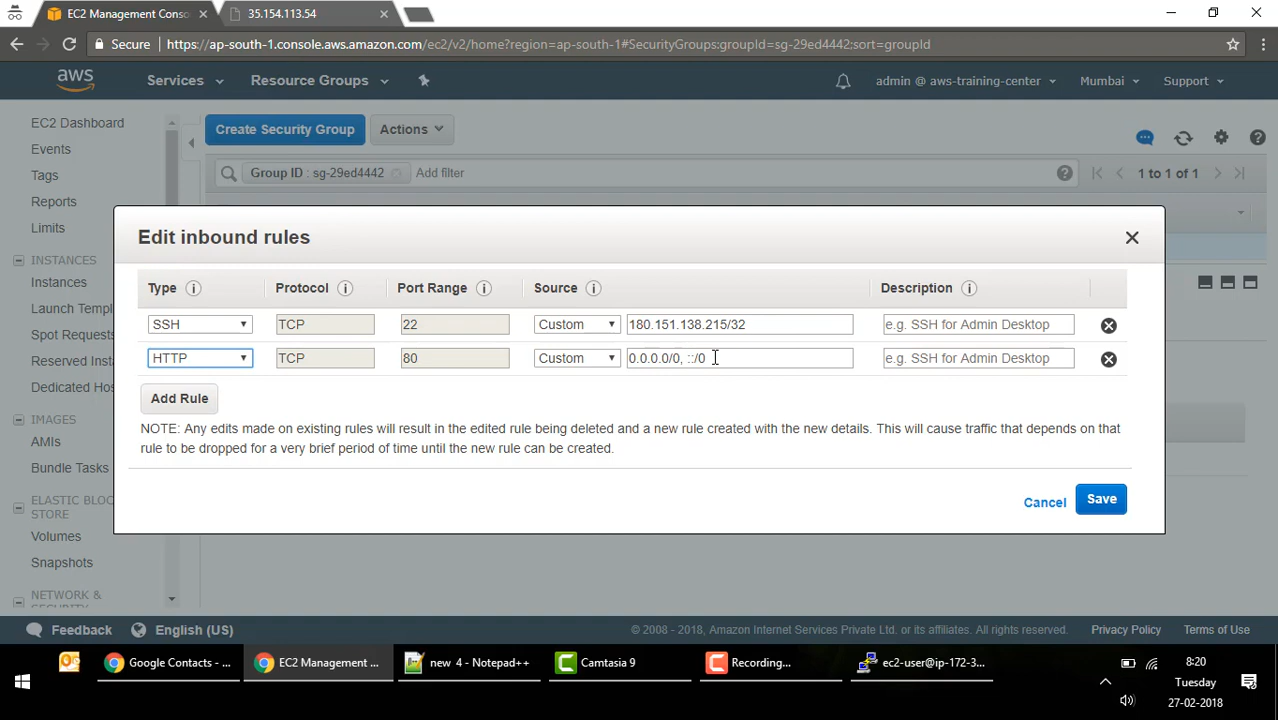 EC2 Management Conso
35.154.113.54
Secure
https://ap-south-1.console.aws.amazon.com/ec2/v2/home?region=ap-south-1#SecurityGroups:groupId=sg-29ed4442;sort=groupId
aws
Services
Resource Groups
admin @ aws-training-center
Mumbai
Support
EC2 Dashboard
Events
Tags
Reports
Limits
INSTANCES
Instances
Launch Templ
Spot Requests
Reserved Insta
IMAGES
AMIs
Bundle Tasks
ELASTIC BLOC
STORE
Volumes
Snapshots
NETWORK &
SECURITY
Create Security Group
Actions
Group ID : sg-29ed4442
Add filter
1 to 1 of 1
Edit inbound rules
Type Protocol Port Range Source Description
SSH TCP 22 Custom 180.151.138.215/32 e.g. SSH for Admin Desktop
HTTP TCP 80 Custom 0.0.0.0/0, ::/0 e.g. SSH for Admin Desktop
Add Rule
NOTE: Any edits made on existing rules will result in the edited rule being deleted and a new rule created with the new details. This will cause traffic that depends on that
rule to be dropped for a very brief period of time until the new rule can be created.
Cancel
Save
Feedback
English (US)
© 2008 - 2018, Amazon Internet Services Private Ltd. or its affiliates. All rights reserved.
Privacy Policy
Terms of Use
Google Contacts - ...
EC2 Management ...
new 4 - Notepad++
Camtasia 9
Recording...
ec2-user@ip-172-3...
8:20
Tuesday
27-02-2018